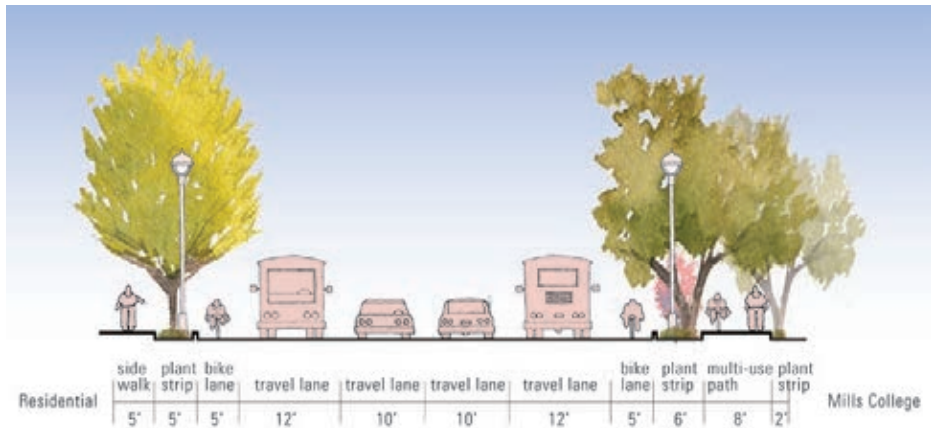 side plant bike bike plant multi-use plant
walk strip lane travel lane travel lane travel lane travel lane lane strip path strip
Residential 5' 5' 5' 12' 10' 10' 12' 5' 6' 8' 2' Mills College